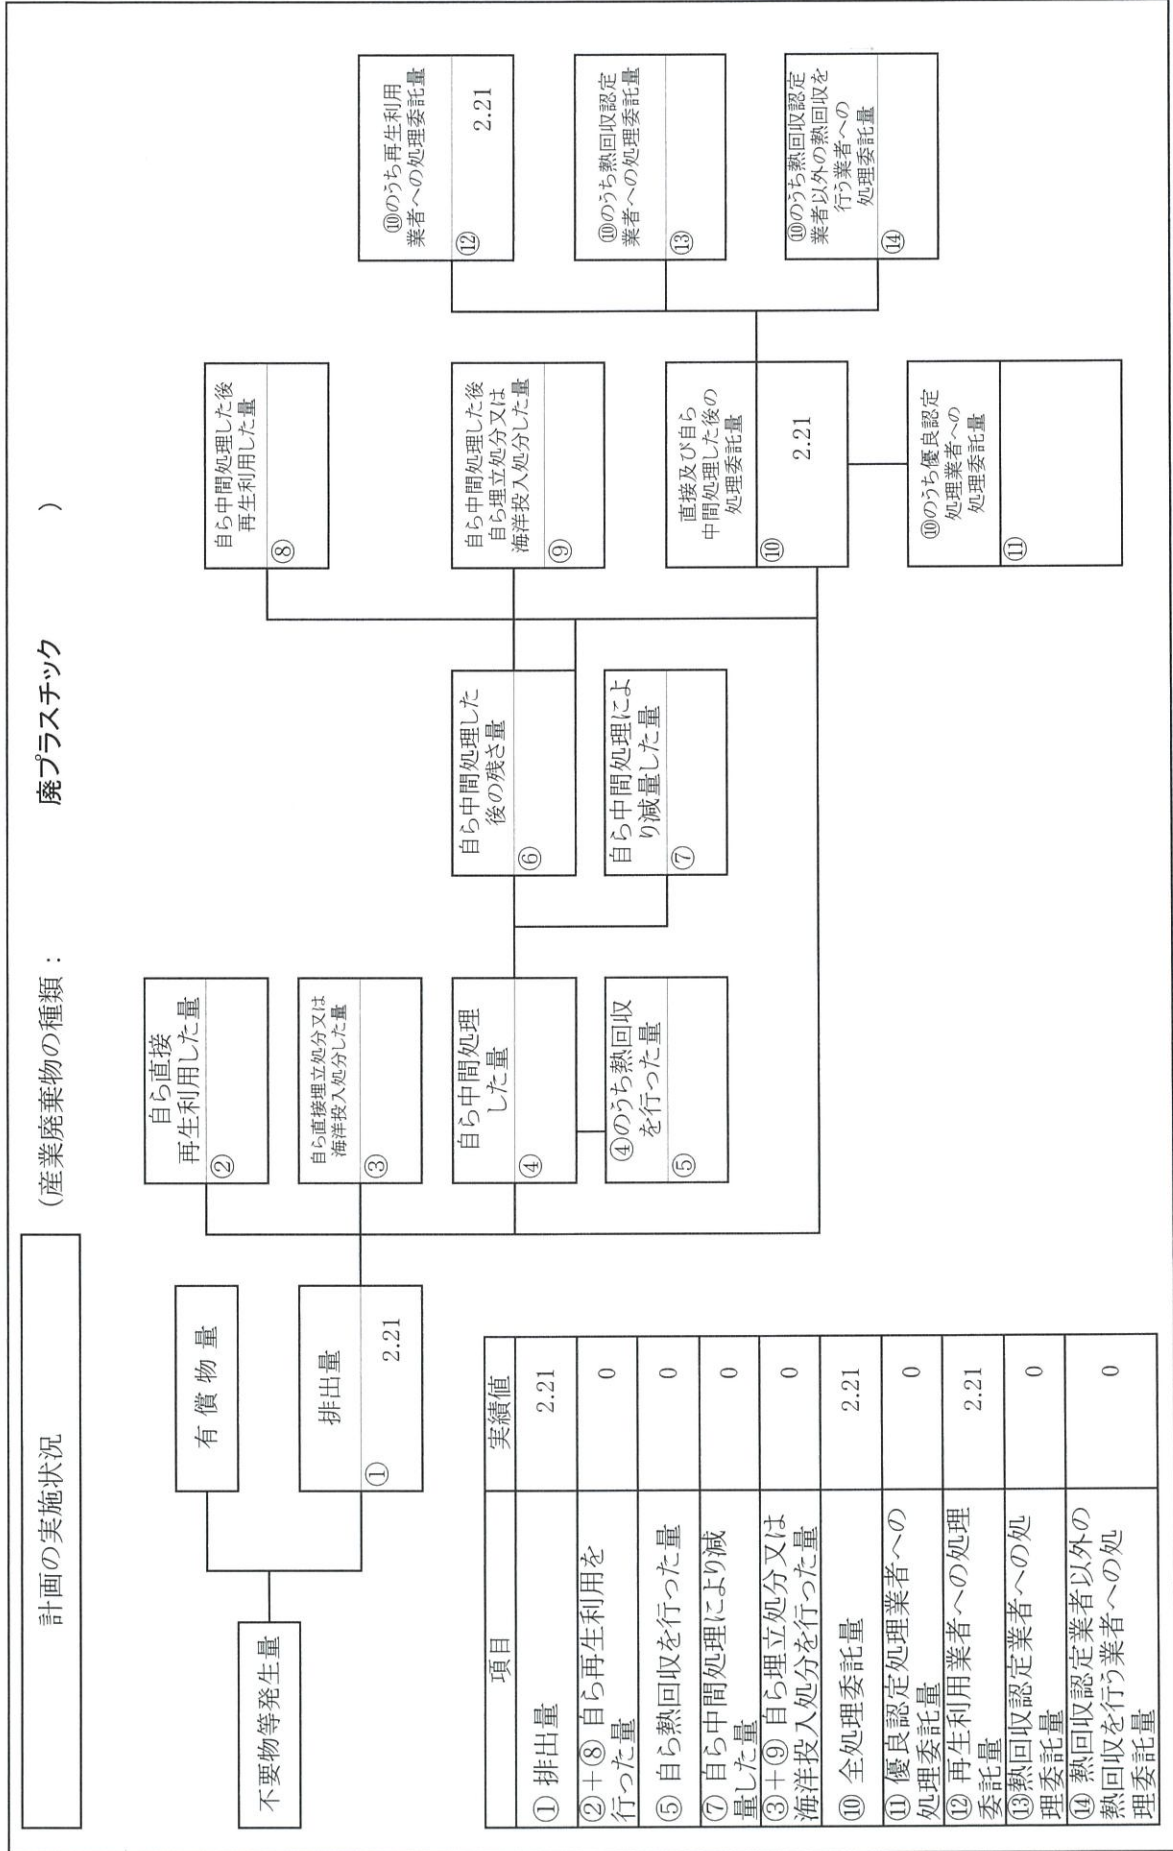 計画の実施状況
(産業廃棄物の種類： 廃プラスチック )
不要物等発生量
有償物量
排出量
① 2.21
自ら直接
再生利用した量
②
自ら直接埋立処分又は
海洋投入処分した量
③
自ら中間処理
した量
④
④のうち熱回収
を行った量
⑤
自ら中間処理した
後の残さ量
⑥
自ら中間処理によ
り減量した量
⑦
自ら中間処理した後
再生利用した量
⑧
自ら中間処理した後
自ら埋立処分又は
海洋投入処分した量
⑨
直接及び自ら
中間処理した後の
処理委託量
⑩ 2.21
⑩のうち優良認定
処理業者への
処理委託量
⑪
⑩のうち再生利用
業者への処理委託量
⑫ 2.21
⑩のうち熱回収認定
業者への処理委託量
⑬
⑩のうち熱回収認定
業者以外の熱回収を
行う業者への
処理委託量
⑭
項目 実績値
① 排出量 2.21
②＋⑧ 自ら再生利用を
行った量 0
⑤ 自ら熱回収を行った量 0
⑦ 自ら中間処理により減
量した量 0
③＋⑨ 自ら埋立処分又は
海洋投入処分を行った量 0
⑩ 全処理委託量 2.21
⑪ 優良認定処理業者への
処理委託量 0
⑫ 再生利用業者への処理
委託量 2.21
⑬熱回収認定業者への処
理委託量 0
⑭ 熱回収認定業者以外の
熱回収を行う業者への処
理委託量 0